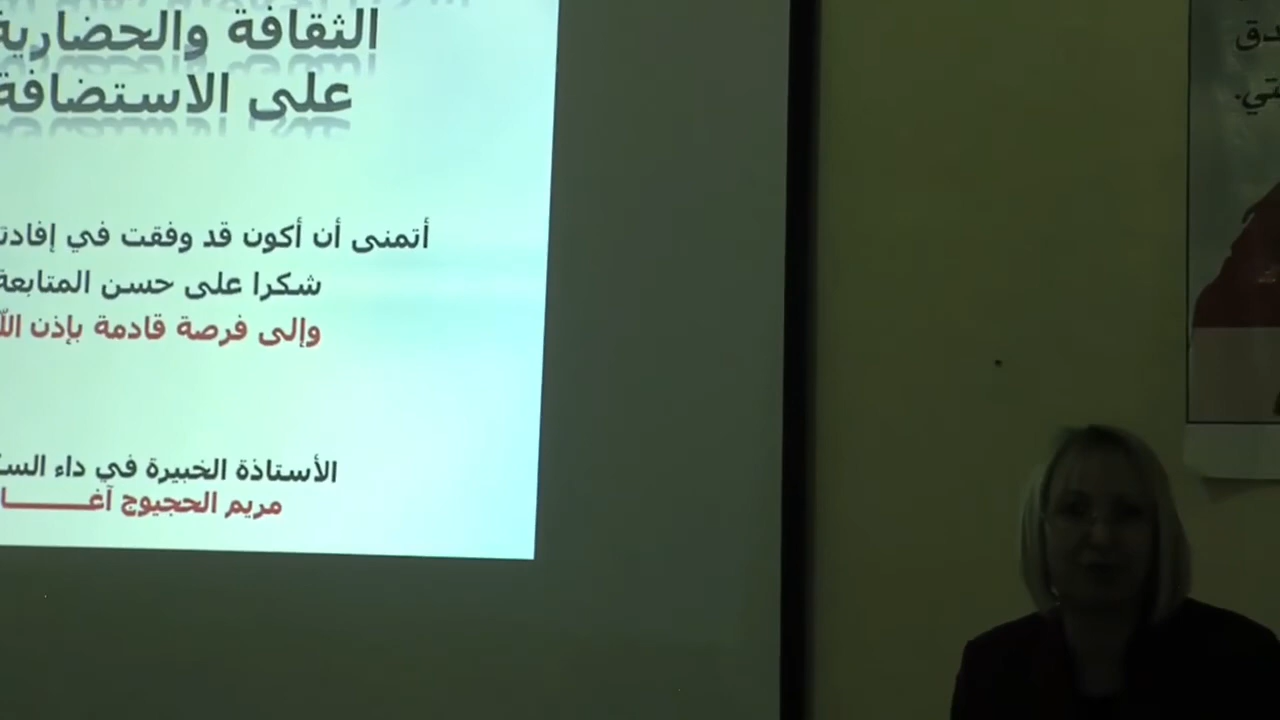 الثقافة والحضارية
على الاستضافة
أتمنى أن أكون قد وفقت في
شكرا على حسن المتابعة
وإلى فرصة قادمة بإذن
الأستاذة الخبيرة في داء
مريم الحجيوج آغـــــا